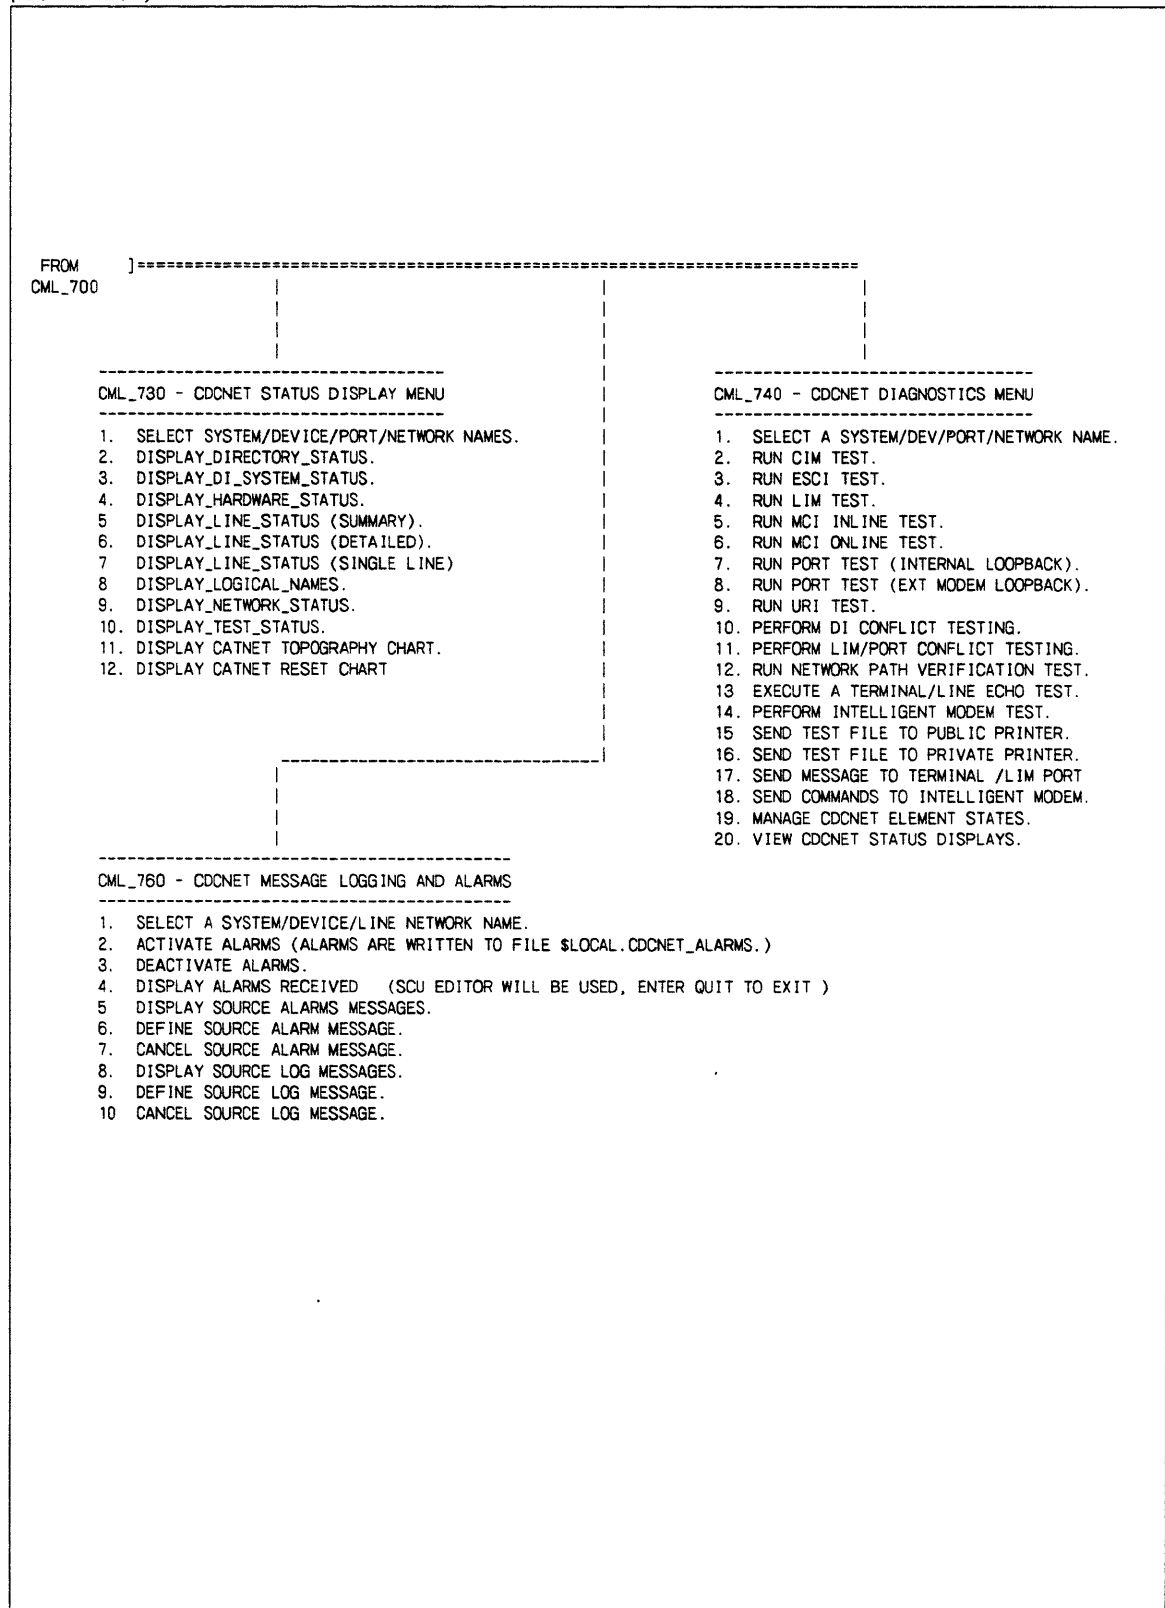 FROM ]==========================================================================
CML_700
------------------------------------
CML_730 - CDCNET STATUS DISPLAY MENU
------------------------------------
1. SELECT SYSTEM/DEVICE/PORT/NETWORK NAMES.
2. DISPLAY_DIRECTORY_STATUS.
3. DISPLAY_DI_SYSTEM_STATUS.
4. DISPLAY_HARDWARE_STATUS.
5 DISPLAY_LINE_STATUS (SUMMARY).
6. DISPLAY_LINE_STATUS (DETAILED).
7 DISPLAY_LINE_STATUS (SINGLE LINE)
8 DISPLAY_LOGICAL_NAMES.
9. DISPLAY_NETWORK_STATUS.
10. DISPLAY_TEST_STATUS.
11. DISPLAY CATNET TOPOGRAPHY CHART.
12. DISPLAY CATNET RESET CHART
---------------------------------
CML_740 - CDCNET DIAGNOSTICS MENU
---------------------------------
1. SELECT A SYSTEM/DEV/PORT/NETWORK NAME.
2. RUN CIM TEST.
3. RUN ESCI TEST.
4. RUN LIM TEST.
5. RUN MCI INLINE TEST.
6. RUN MCI ONLINE TEST.
7. RUN PORT TEST (INTERNAL LOOPBACK).
8. RUN PORT TEST (EXT MODEM LOOPBACK).
9. RUN URI TEST.
10. PERFORM DI CONFLICT TESTING.
11. PERFORM LIM/PORT CONFLICT TESTING.
12. RUN NETWORK PATH VERIFICATION TEST.
13 EXECUTE A TERMINAL/LINE ECHO TEST.
14. PERFORM INTELLIGENT MODEM TEST.
15 SEND TEST FILE TO PUBLIC PRINTER.
16. SEND TEST FILE TO PRIVATE PRINTER.
17. SEND MESSAGE TO TERMINAL /LIM PORT
18. SEND COMMANDS TO INTELLIGENT MODEM.
19. MANAGE CDCNET ELEMENT STATES.
20. VIEW CDCNET STATUS DISPLAYS.
-------------------------------------------
CML_760 - CDCNET MESSAGE LOGGING AND ALARMS
-------------------------------------------
1. SELECT A SYSTEM/DEVICE/LINE NETWORK NAME.
2. ACTIVATE ALARMS (ALARMS ARE WRITTEN TO FILE $LOCAL.CDCNET_ALARMS.)
3. DEACTIVATE ALARMS.
4. DISPLAY ALARMS RECEIVED (SCU EDITOR WILL BE USED, ENTER QUIT TO EXIT )
5 DISPLAY SOURCE ALARMS MESSAGES.
6. DEFINE SOURCE ALARM MESSAGE.
7. CANCEL SOURCE ALARM MESSAGE.
8. DISPLAY SOURCE LOG MESSAGES.
9. DEFINE SOURCE LOG MESSAGE.
10 CANCEL SOURCE LOG MESSAGE.